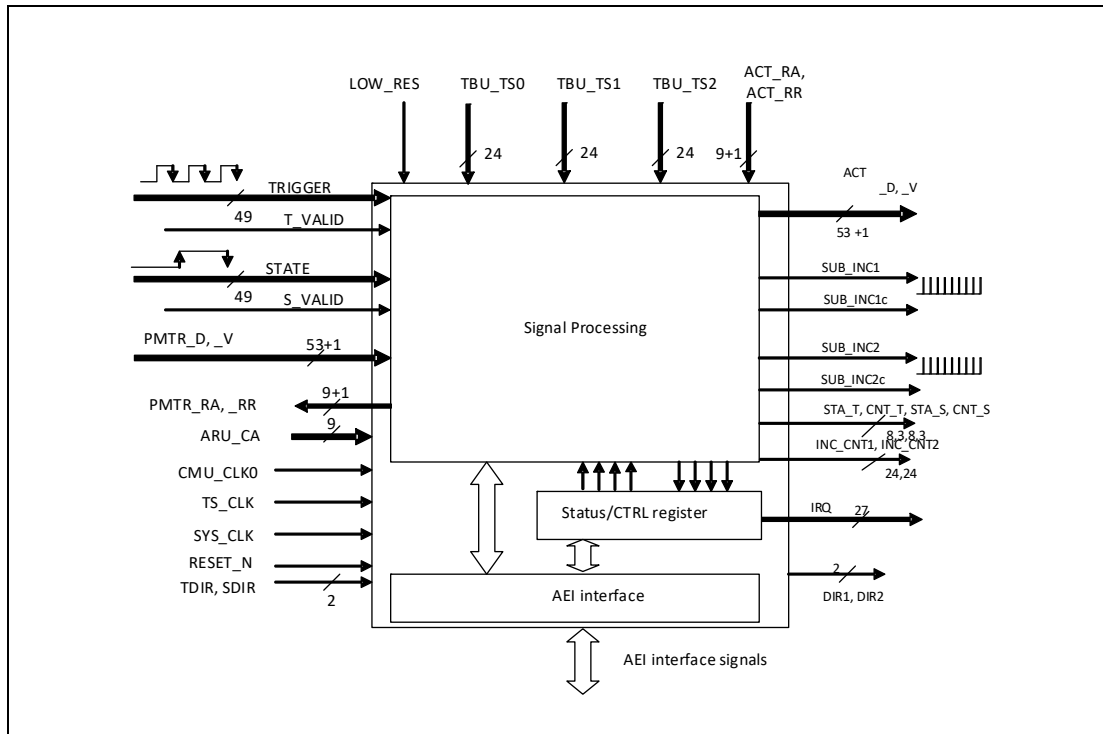 LOW_RES
TBU_TS0
TBU_TS1
TBU_TS2
ACT_RA,
ACT_RR
24
24
24
9+1
TRIGGER
49
T_VALID
STATE
49
S_VALID
PMTR_D, _V
53+1
PMTR_RA, _RR
9+1
ARU_CA
9
CMU_CLK0
TS_CLK
SYS_CLK
RESET_N
TDIR, SDIR
2
Signal Processing
Status/CTRL register
AEI interface
AEI interface signals
ACT
_D, _V
53 +1
SUB_INC1
SUB_INC1c
SUB_INC2
SUB_INC2c
STA_T, CNT_T, STA_S, CNT_S
8,3,8,3
INC_CNT1, INC_CNT2
24,24
IRQ
27
2
DIR1, DIR2